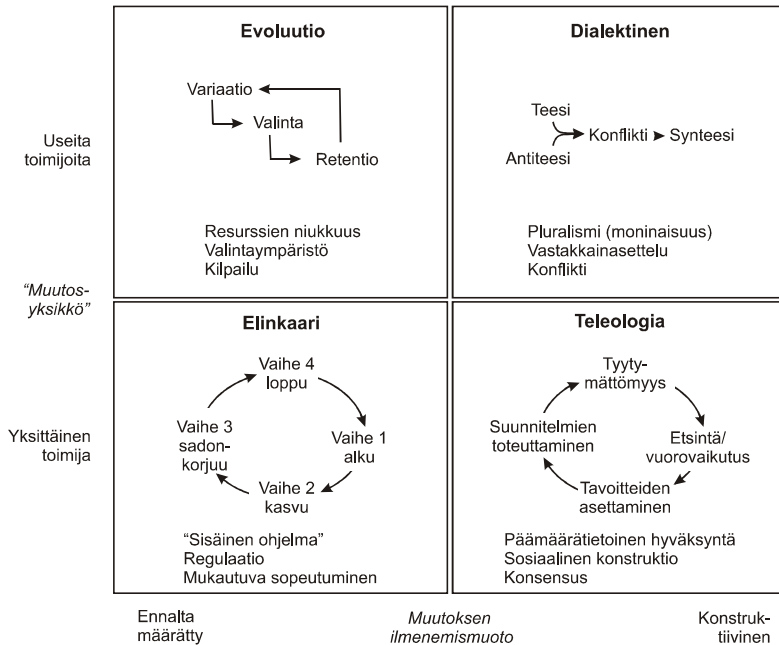 Evoluutio
Variaatio
Valinta
Retentio
Resurssien niukkuus
Valintaympäristö
Kilpailu
Dialektinen
Teesi
Antiteesi
Konflikti
Synteesi
Pluralismi (moninaisuus)
Vastakkainasettelu
Konflikti
Useita
toimijoita
“Muutos-
yksikkö”
Yksittäinen
toimija
Elinkaari
Vaihe 4
loppu
Vaihe 1
alku
Vaihe 2
kasvu
Vaihe 3
sadon-
korjuu
“Sisäinen ohjelma”
Regulaatio
Mukautuva sopeutuminen
Teleologia
Tyyty-
mättömyys
Etsintä/
vuorovaikutus
Tavoitteiden
asettaminen
Suunnitelmien
toteuttaminen
Päämäärätietoinen hyväksyntä
Sosiaalinen konstruktio
Konsensus
Ennalta
määrätty
Muutoksen
ilmenemismuoto
Konstruk-
tiivinen